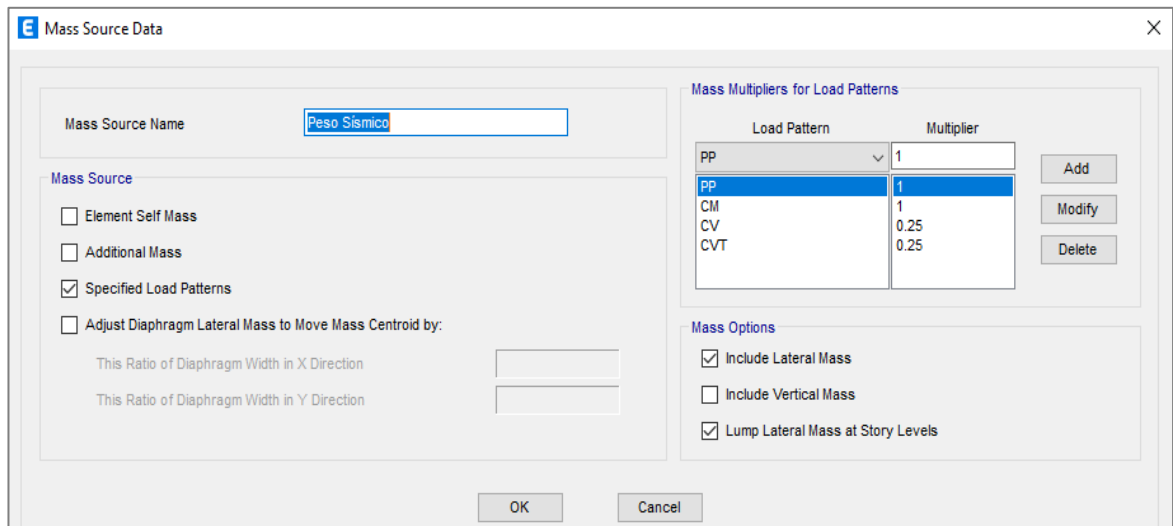 E Mass Source Data
Mass Source Name Peso Sísmico
Mass Source
Element Self Mass
Additional Mass
Specified Load Patterns
Adjust Diaphragm Lateral Mass to Move Mass Centroid by:
This Ratio of Diaphragm Width in X Direction
This Ratio of Diaphragm Width in Y Direction
Mass Multipliers for Load Patterns
Load Pattern Multiplier
PP 1
PP 1
CM 1
CV 0.25
CVT 0.25
Add
Modify
Delete
Mass Options
Include Lateral Mass
Include Vertical Mass
Lump Lateral Mass at Story Levels
OK Cancel